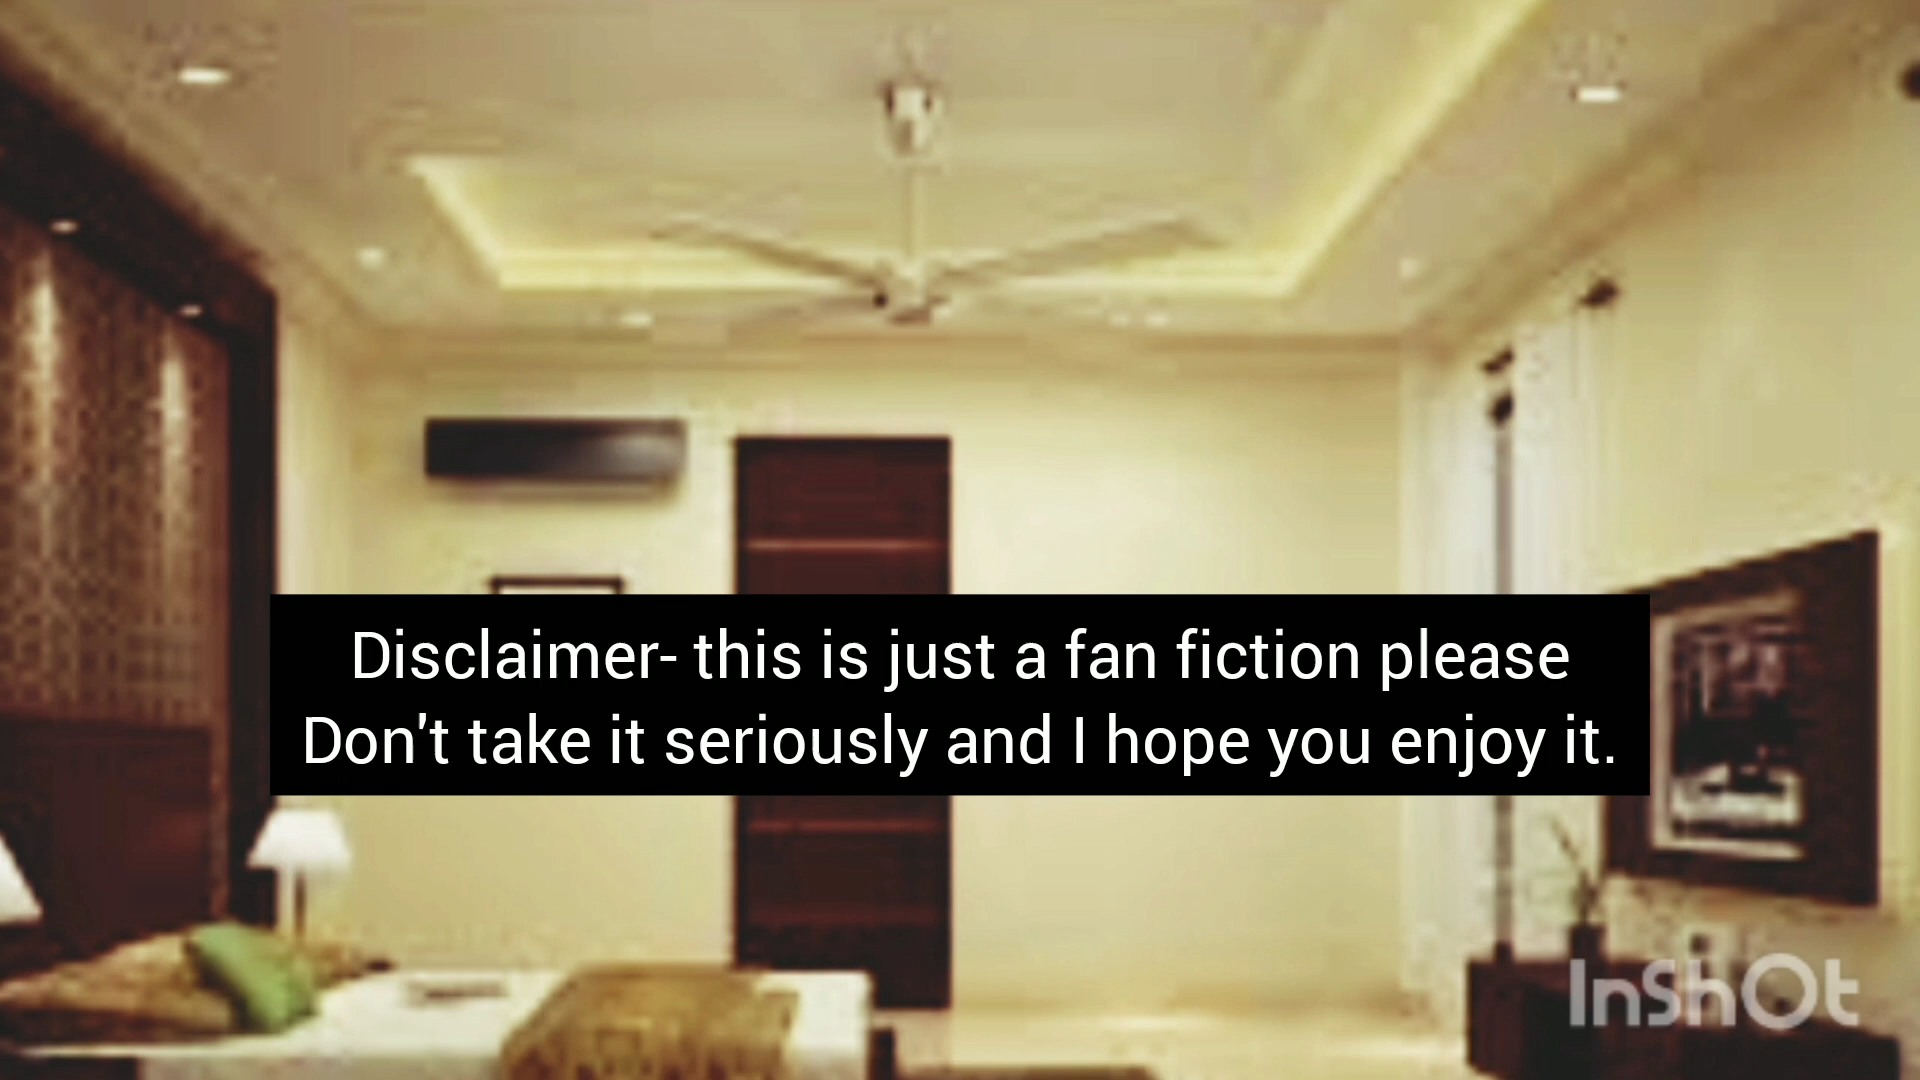 Disclaimer- this is just a fan fiction please
Don't take it seriously and I hope you enjoy it.
InShOt